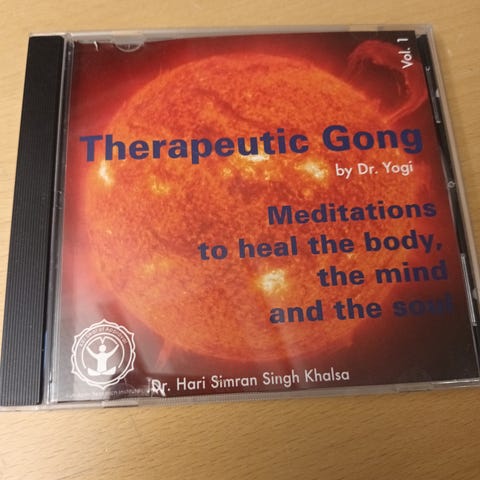 Vol. 1
Therapeutic Gong
by Dr. Yogi
Meditations
to heal the body,
the mind
and the soul
Dr. Hari Simran Singh Khalsa